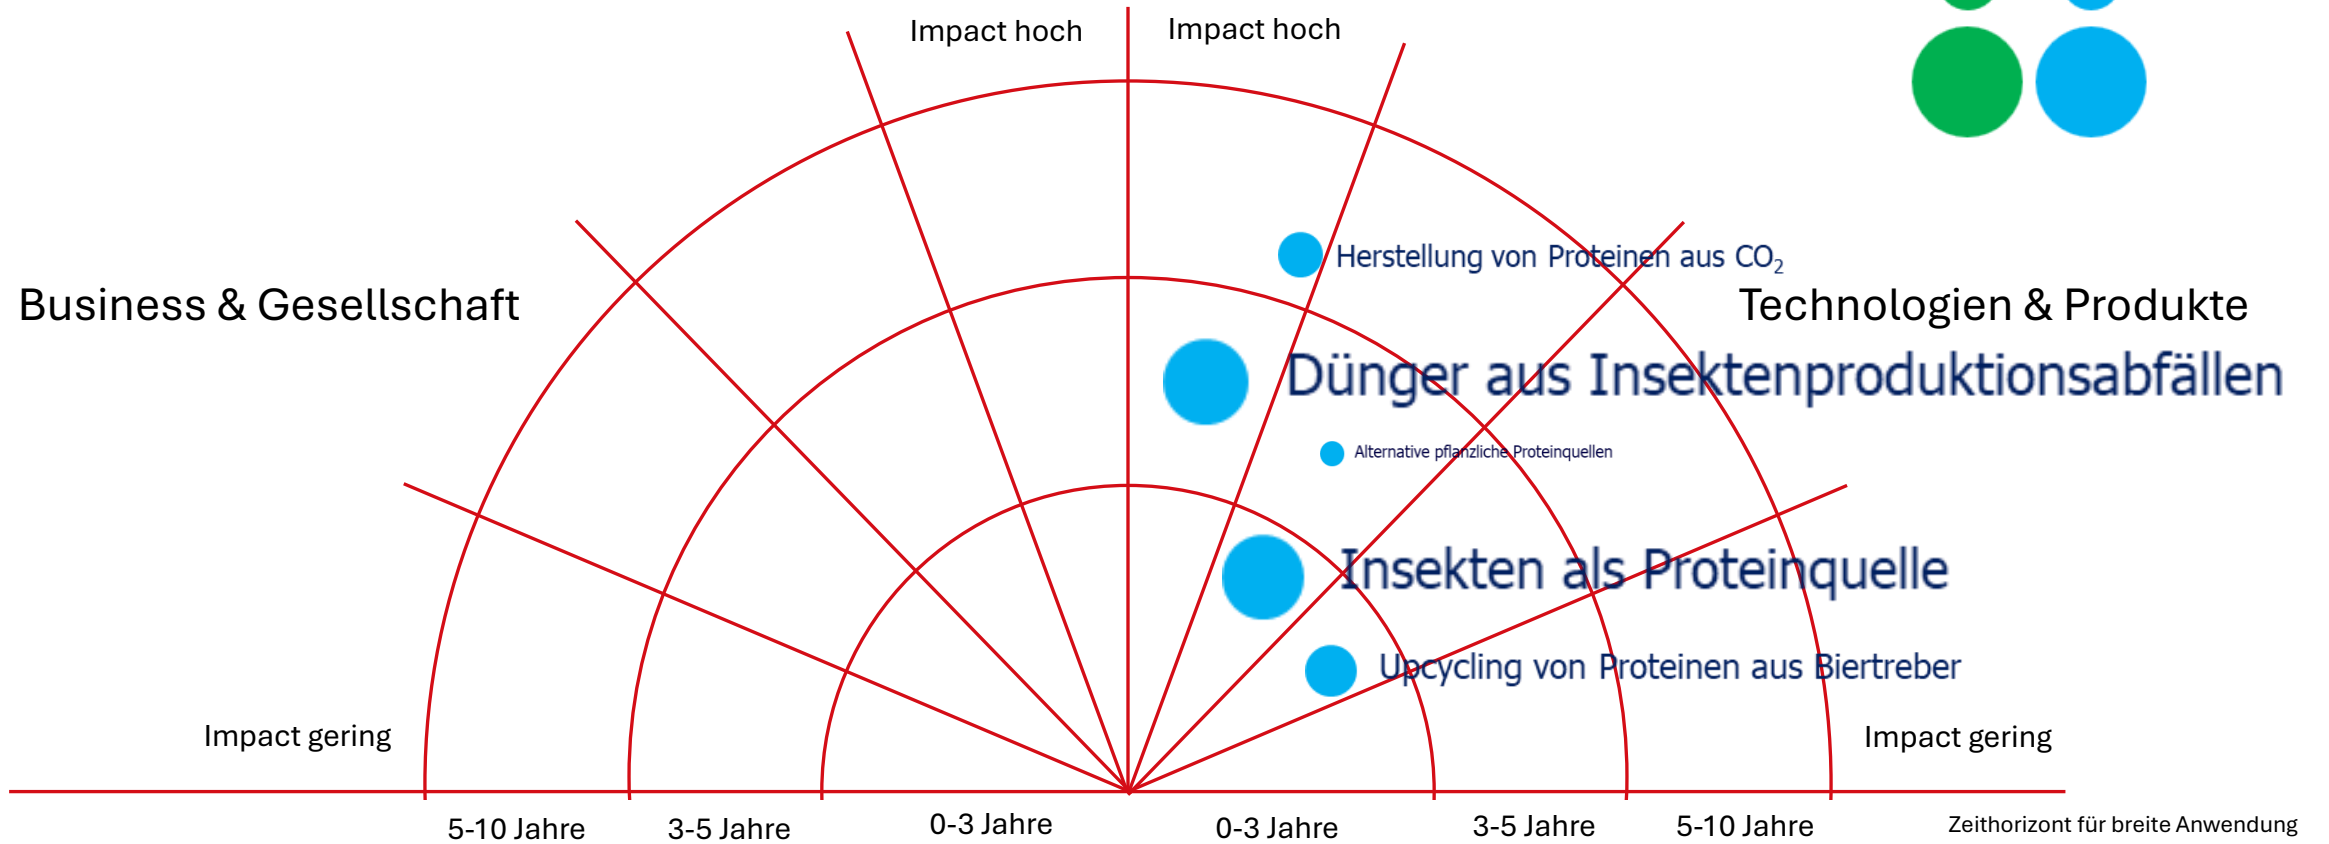 Impact hoch
Impact hoch
Herstellung von Proteinen aus CO₂
Business & Gesellschaft
Technologien & Produkte
Dünger aus Insektenproduktionsabfällen
Alternative pflanzliche Proteinquellen
Insekten als Proteinquelle
Upcycling von Proteinen aus Biertreber
Impact gering
Impact gering
5-10 Jahre
3-5 Jahre
0-3 Jahre
0-3 Jahre
3-5 Jahre
5-10 Jahre
Zeithorizont für breite Anwendung